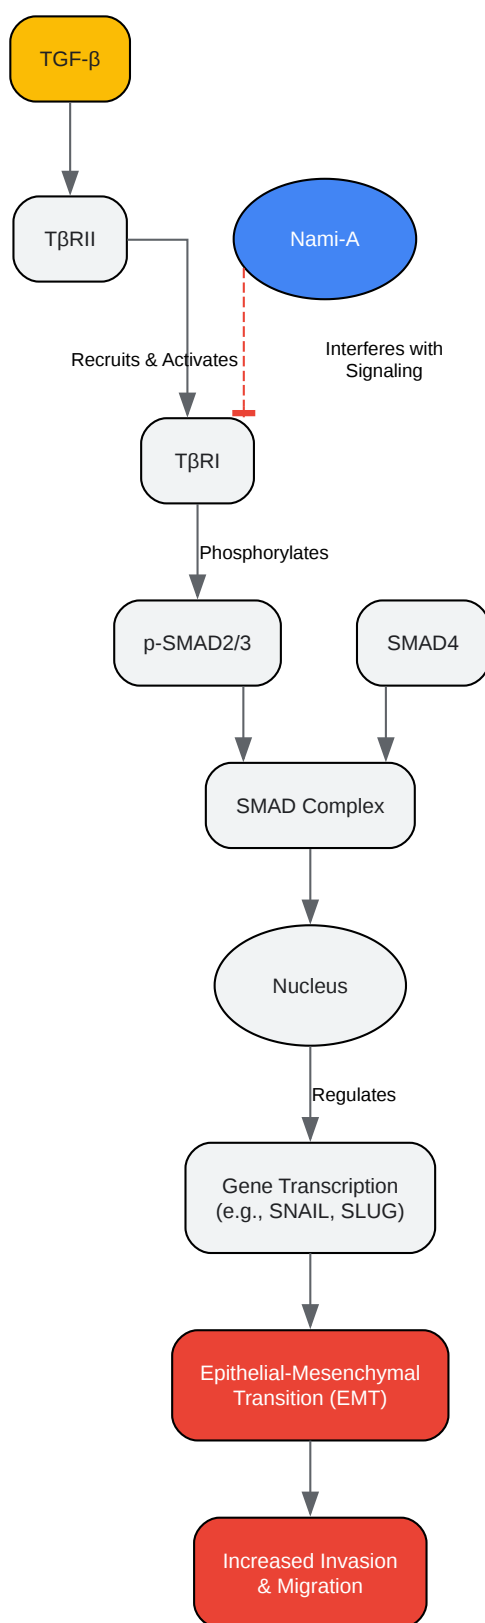 TGF-β
TβRII
Nami-A
Recruits & Activates
Interferes with
Signaling
TβRI
Phosphorylates
p-SMAD2/3
SMAD4
SMAD Complex
Nucleus
Regulates
Gene Transcription
(e.g., SNAIL, SLUG)
Epithelial-Mesenchymal
Transition (EMT)
Increased Invasion
& Migration